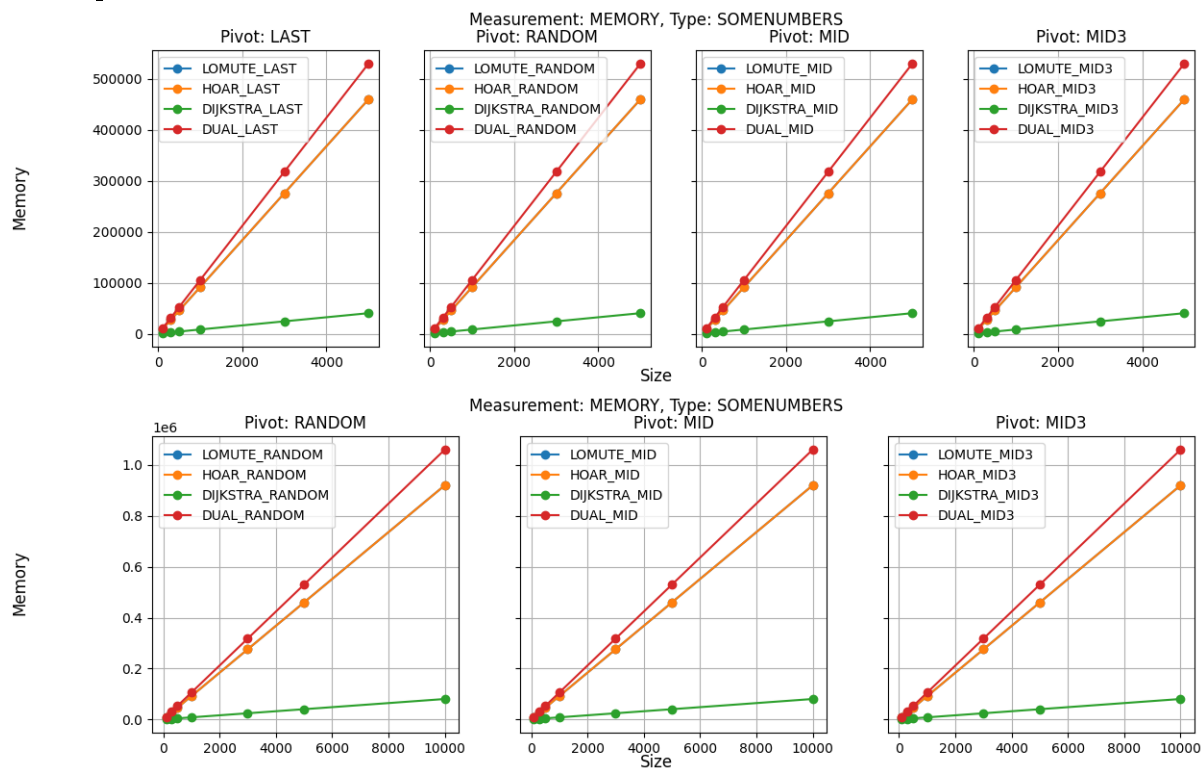 Measurement: MEMORY, Type: SOMENUMBERS
Pivot: LAST
Pivot: RANDOM
Pivot: MID
Pivot: MID3
LOMUTE_LAST
HOAR_LAST
DIJKSTRA_LAST
DUAL_LAST
LOMUTE_RANDOM
HOAR_RANDOM
DIJKSTRA_RANDOM
DUAL_RANDOM
LOMUTE_MID
HOAR_MID
DIJKSTRA_MID
DUAL_MID
LOMUTE_MID3
HOAR_MID3
DIJKSTRA_MID3
DUAL_MID3
Memory
500000
400000
300000
200000
100000
0
0 2000 4000
0 2000 4000
0 2000 4000
0 2000 4000
Size
Measurement: MEMORY, Type: SOMENUMBERS
Pivot: RANDOM
Pivot: MID
Pivot: MID3
1e6
LOMUTE_RANDOM
HOAR_RANDOM
DIJKSTRA_RANDOM
DUAL_RANDOM
LOMUTE_MID
HOAR_MID
DIJKSTRA_MID
DUAL_MID
LOMUTE_MID3
HOAR_MID3
DIJKSTRA_MID3
DUAL_MID3
Memory
1.0
0.8
0.6
0.4
0.2
0.0
0 2000 4000 6000 8000 10000
0 2000 4000 6000 8000 10000
0 2000 4000 6000 8000 10000
Size